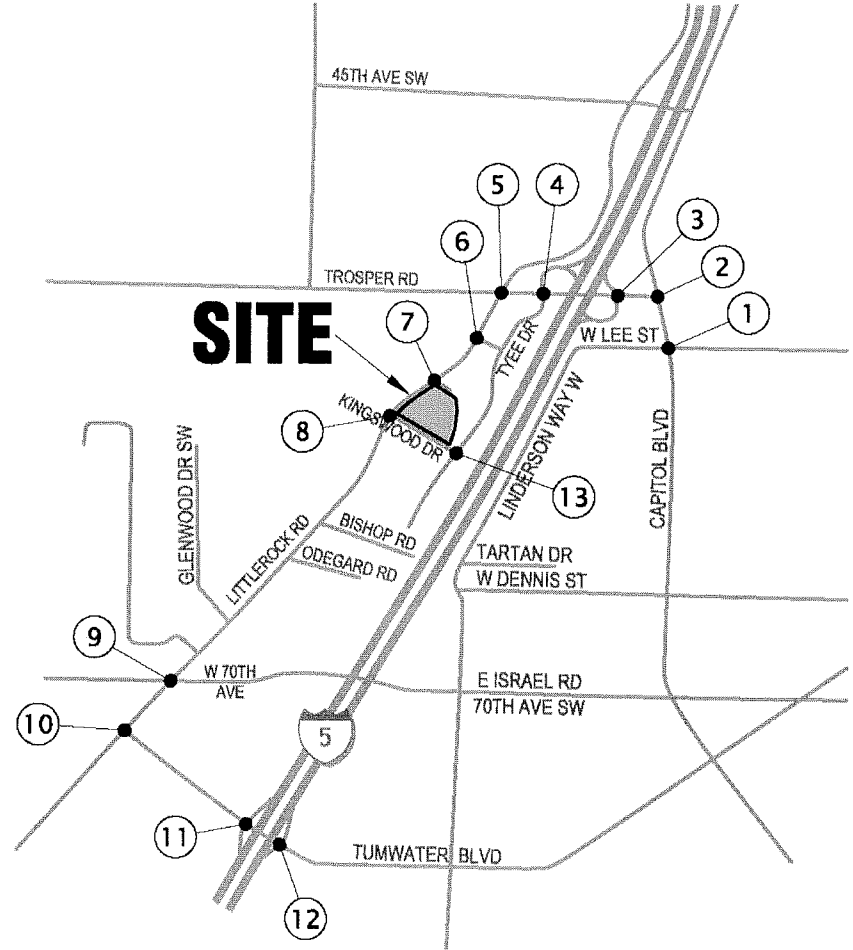 45TH AVE SW
5
4
3
6
2
TROSPER RD
SITE
7
1
W LEE ST
TYEE DR
KINGSWOOD DR
8
13
LINDERSON WAY W
CAPITOL BLVD
GLENWOOD DR SW
LITTLEROCK RD
BISHOP RD
ODEGARD RD
TARTAN DR
W DENNIS ST
9
W 70TH
AVE
E ISRAEL RD
70TH AVE SW
10
5
11
TUMWATER BLVD
12